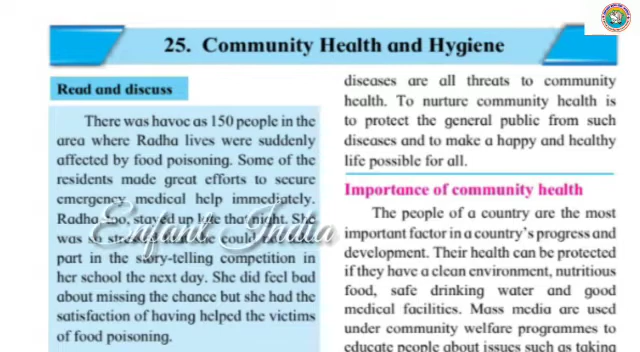 25. Community Health and Hygiene
Read and discuss
There was havoc as 150 people in the
area where Radha lives were suddenly
affected by food poisoning. Some of the
residents made great efforts to secure
emergency medical help immediately.
Radha too, stayed up late that night. She
was so she could
part in the story-telling competition in
her school the next day. She did feel bad
about missing the chance but she had the
satisfaction of having helped the victims
of food poisoning.
diseases are all threats to community
health. To nurture community health is
to protect the general public from such
diseases and to make a happy and healthy
life possible for all.
Importance of community health
The people of a country are the most
important factor in a country's progress and
development. Their health can be protected
if they have a clean environment, nutritious
food, safe drinking water and good
medical facilities. Mass media are used
under community welfare programmes to
educate people about issues such as taking
Enfant India